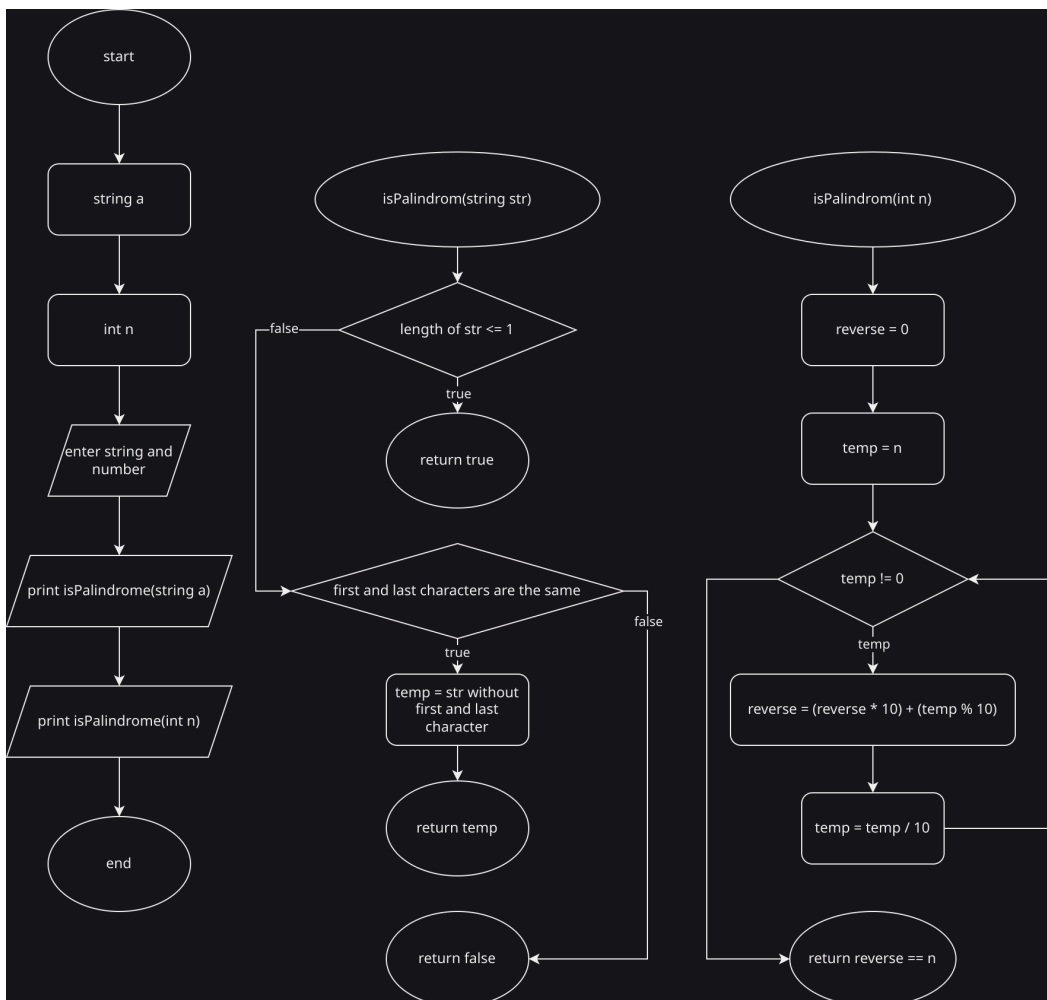 start
string a
int n
enter string and
number
print isPalindrome(string a)
print isPalindrome(int n)
end
isPalindrom(string str)
length of str <= 1
false
true
return true
first and last characters are the same
false
true
temp = str without
first and last
character
return temp
return false
isPalindrom(int n)
reverse = 0
temp = n
temp != 0
temp
reverse = (reverse * 10) + (temp % 10)
temp = temp / 10
return reverse == n